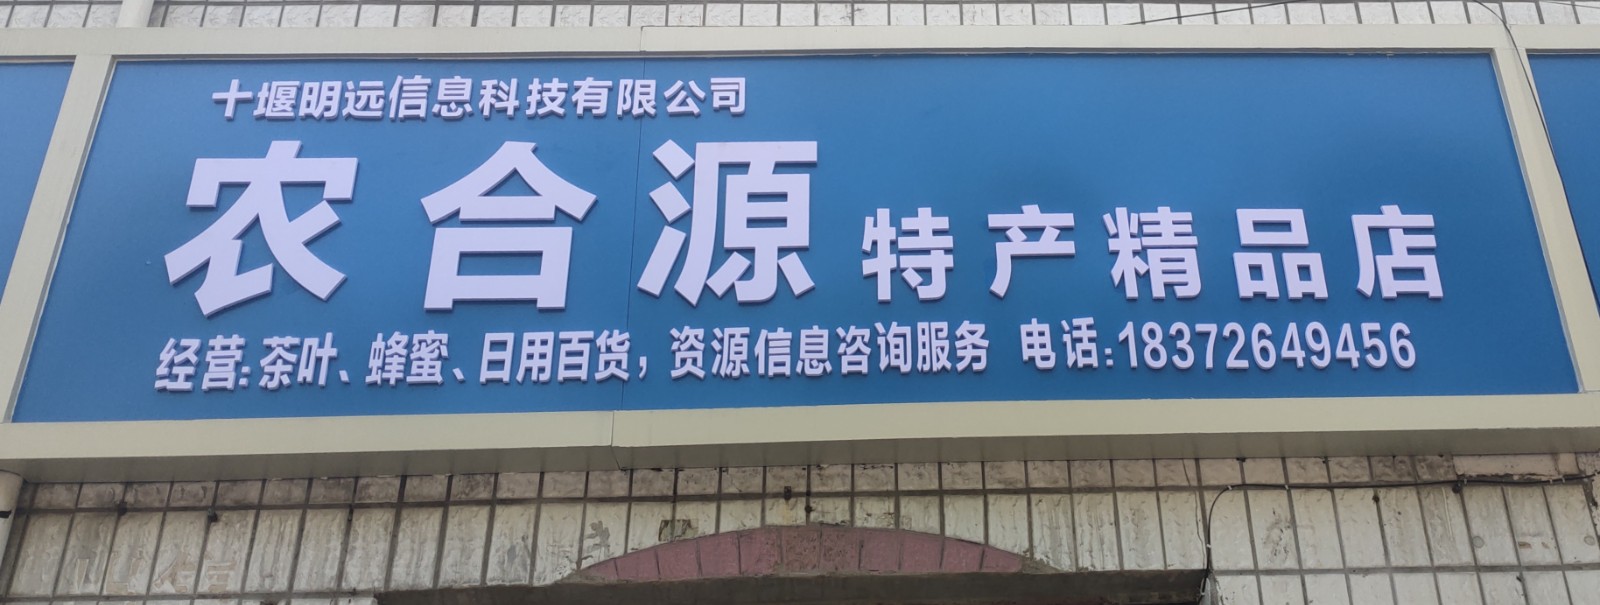 十堰明远信息科技有限公司
农合源 特产精品店
经营:茶叶、蜂蜜、日用百货，资源信息咨询服务 电话:18372649456